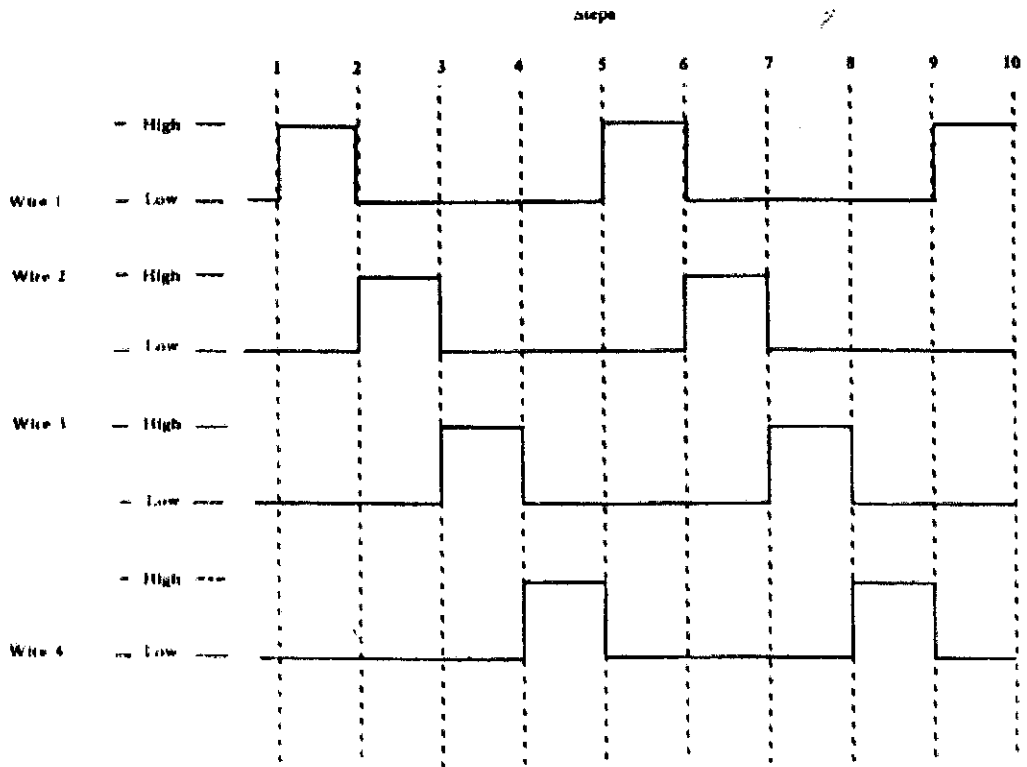 Steps
1 2 3 4 5 6 7 8 9 10
High
Wire 1 Low
Wire 2 High
Low
Wire 3 High
Low
High
Wire 4 Low